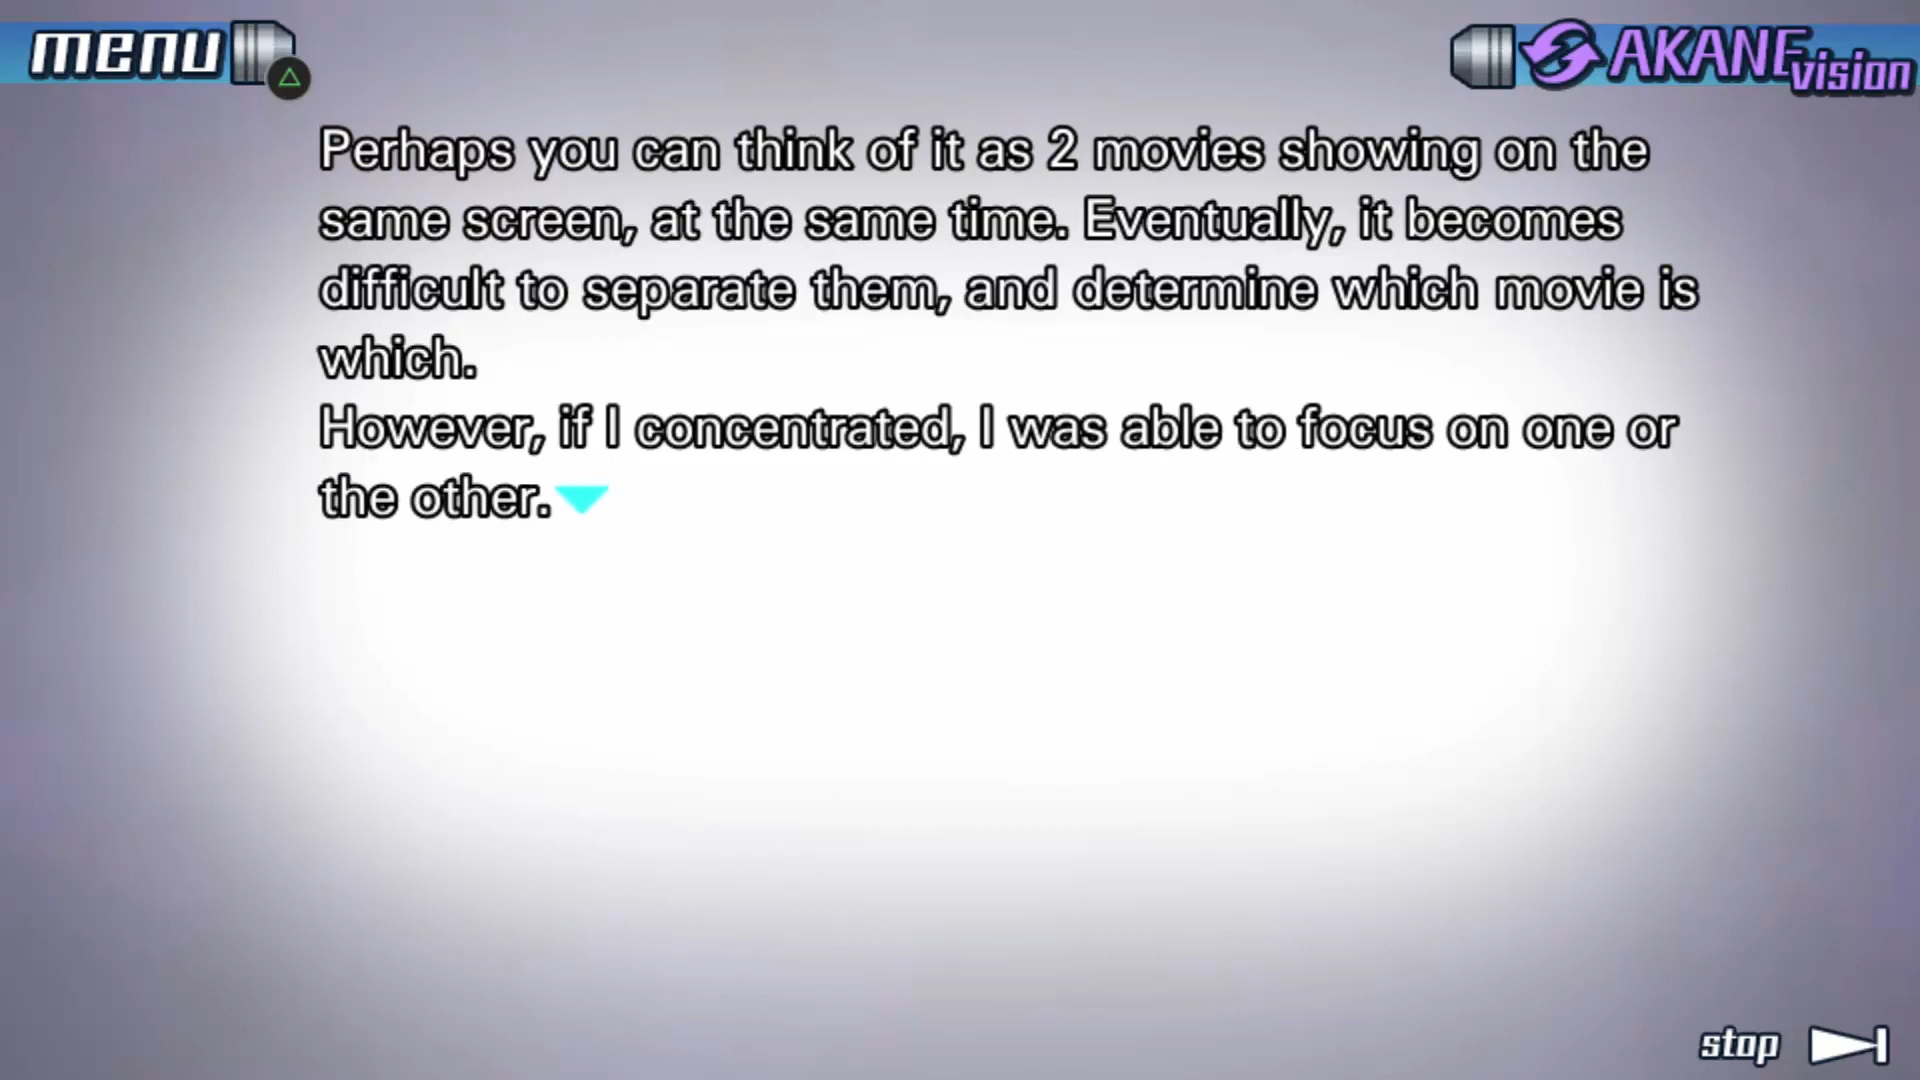 menu
AKANE vision
Perhaps you can think of it as 2 movies showing on the
same screen, at the same time. Eventually, it becomes
difficult to separate them, and determine which movie is
which.
However, if I concentrated, I was able to focus on one or
the other.
stop